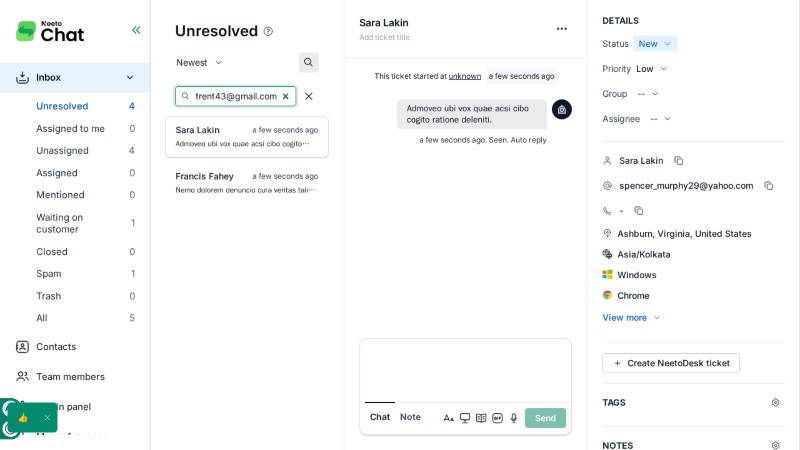 Neeto
Chat
Inbox
Unresolved 4
Assigned to me 0
Unassigned 4
Assigned 0
Mentioned 0
Waiting on customer 1
Closed 0
Spam 1
Trash 0
All 5
Contacts
Team members
in panel
Unresolved
Newest
trent43@gmail.com
Sara Lakin a few seconds ago
Admoveo ubi vox quae acsi cibo cogito···
Francis Fahey a few seconds ago
Nemo dolorem denuncio cura veritas tali···
Sara Lakin
Add ticket title
This ticket started at unknown a few seconds ago
Admoveo ubi vox quae acsi cibo
cogito ratione deleniti.
a few seconds ago. Seen. Auto reply
Chat Note
GIF
Send
DETAILS
Status New
Priority Low
Group --
Assignee --
Sara Lakin
spencer_murphy29@yahoo.com
-
Ashburn, Virginia, United States
Asia/Kolkata
Windows
Chrome
View more
+ Create NeetoDesk ticket
TAGS
NOTES